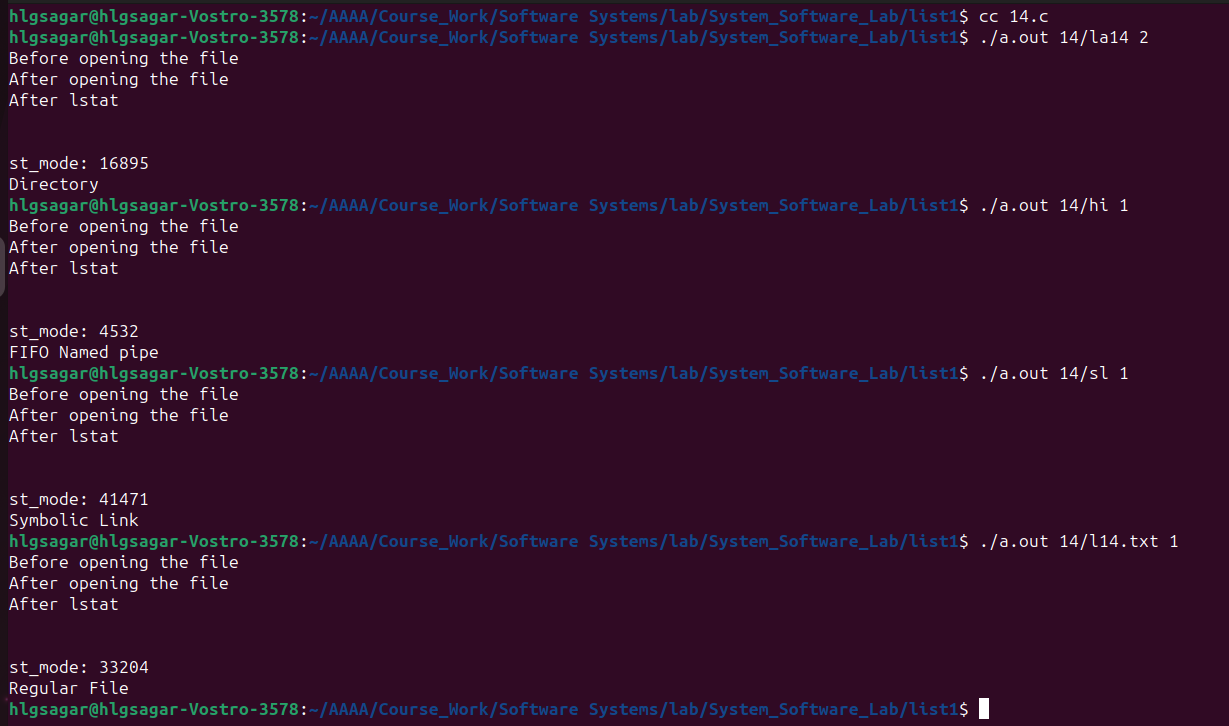 hlgsagar@hlgsagar-Vostro-3578:~/AAAA/Course_Work/Software Systems/lab/System_Software_Lab/list1$ cc 14.c
hlgsagar@hlgsagar-Vostro-3578:~/AAAA/Course_Work/Software Systems/lab/System_Software_Lab/list1$ ./a.out 14/la14 2
Before opening the file
After opening the file
After lstat
st_mode: 16895
Directory
hlgsagar@hlgsagar-Vostro-3578:~/AAAA/Course_Work/Software Systems/lab/System_Software_Lab/list1$ ./a.out 14/hi 1
Before opening the file
After opening the file
After lstat
st_mode: 4532
FIFO Named pipe
hlgsagar@hlgsagar-Vostro-3578:~/AAAA/Course_Work/Software Systems/lab/System_Software_Lab/list1$ ./a.out 14/sl 1
Before opening the file
After opening the file
After lstat
st_mode: 41471
Symbolic Link
hlgsagar@hlgsagar-Vostro-3578:~/AAAA/Course_Work/Software Systems/lab/System_Software_Lab/list1$ ./a.out 14/l14.txt 1
Before opening the file
After opening the file
After lstat
st_mode: 33204
Regular File
hlgsagar@hlgsagar-Vostro-3578:~/AAAA/Course_Work/Software Systems/lab/System_Software_Lab/list1$